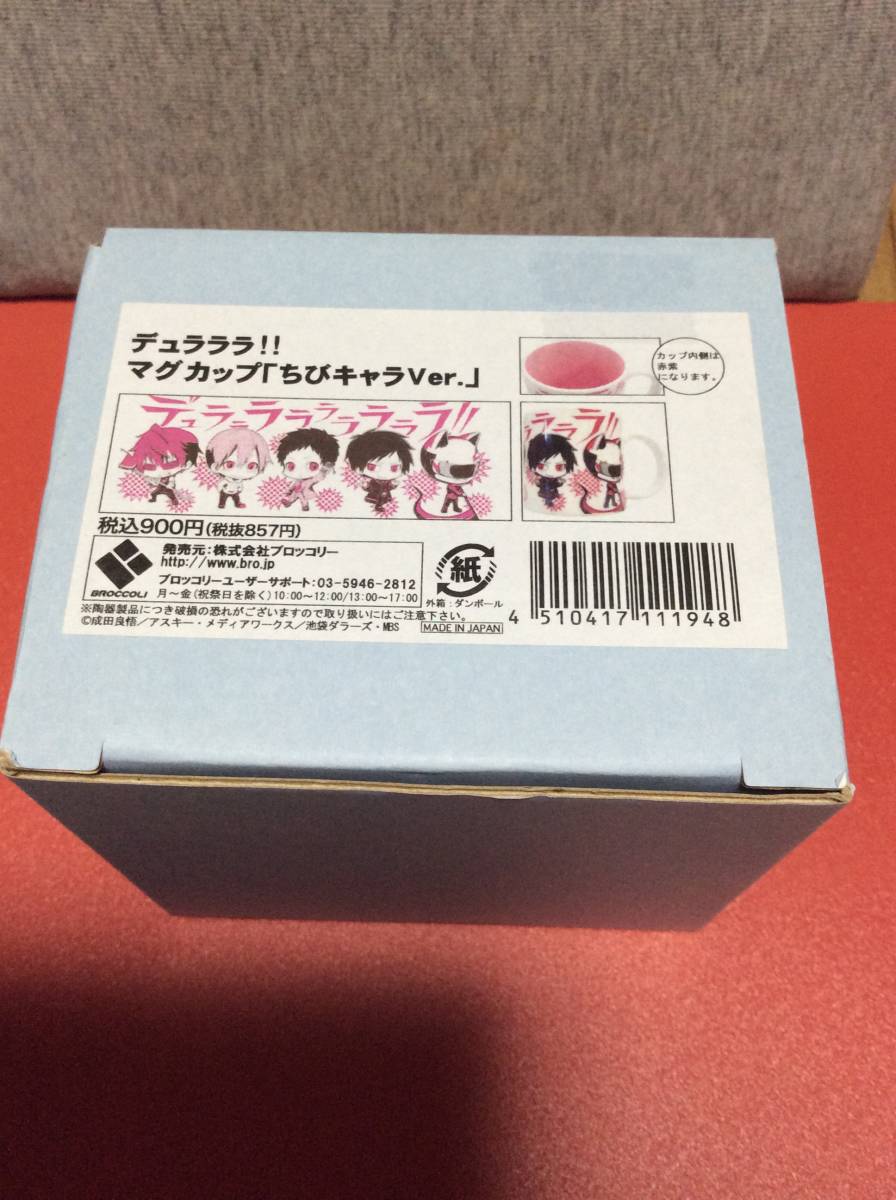 デュラララ!!
マグカップ「ちびキャラVer.」
カップ内側は
赤紫
になります。
デュラララララララ!!
ララララ!!
税込900円(税抜857円)
BROCCOLI
発売元:株式会社ブロッコリー
http://www.bro.jp
ブロッコリーユーザーサポート:03-5946-2812
月～金(祝祭日を除く)10:00～12:00/13:00～17:00
紙
外箱:ダンボール
※陶器製品につき破損の恐れがございますので取り扱いにはご注意下さい。
©成田良悟／アスキー・メディアワークス／池袋ダラーズ・MBS
MADE IN JAPAN
4 510417 111948